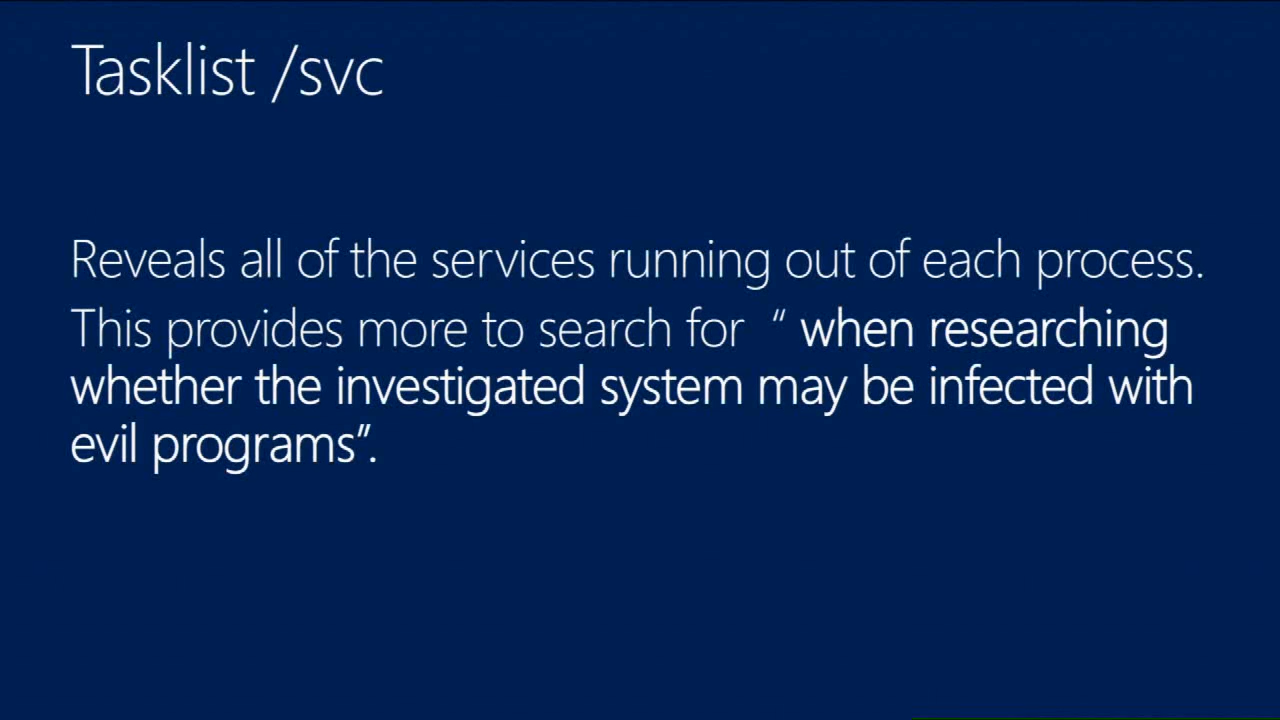 Tasklist /svc
Reveals all of the services running out of each process.
This provides more to search for “ when researching
whether the investigated system may be infected with
evil programs”.